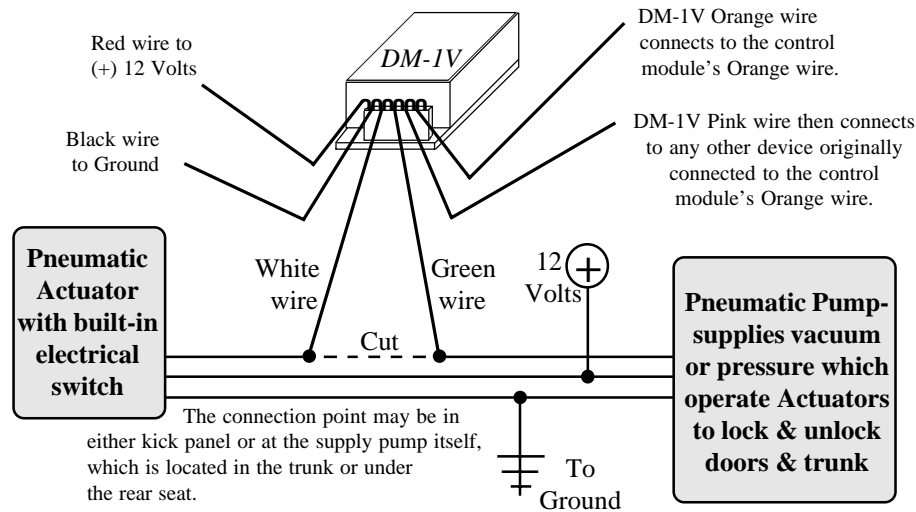 Red wire to
(+) 12 Volts
DM-1V
DM-1V Orange wire
connects to the control
module's Orange wire.
Black wire
to Ground
DM-1V Pink wire then connects
to any other device originally
connected to the control
module's Orange wire.
White
wire
Green
wire
12
Volts
+
Pneumatic
Actuator
with built-in
electrical
switch
Cut
Pneumatic Pump-
supplies vacuum
or pressure which
operate Actuators
to lock & unlock
doors & trunk
The connection point may be in
either kick panel or at the supply pump itself,
which is located in the trunk or under
the rear seat.
To
Ground